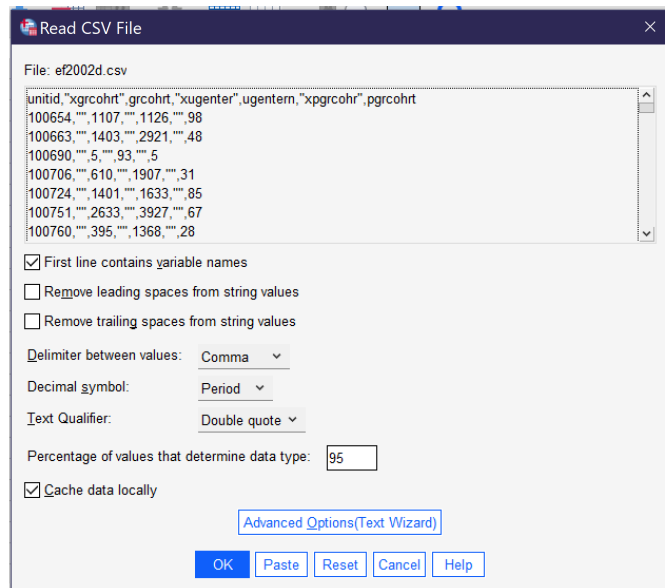 Read CSV File
File: ef2002d.csv
unitid,"xgrcohrt",grcohrt,"xugenter",ugentern,"xpgrcohr",pgrcohrt
100654,"",1107,"",1126,"",98
100663,"",1403,"",2921,"",48
100690,"",5,"",93,"",5
100706,"",610,"",1907,"",31
100724,"",1401,"",1633,"",85
100751,"",2633,"",3927,"",67
100760,"",395,"",1368,"",28
First line contains variable names
Remove leading spaces from string values
Remove trailing spaces from string values
Delimiter between values: Comma
Decimal symbol: Period
Text Qualifier: Double quote
Percentage of values that determine data type: 95
Cache data locally
Advanced Options(Text Wizard)
OK Paste Reset Cancel Help